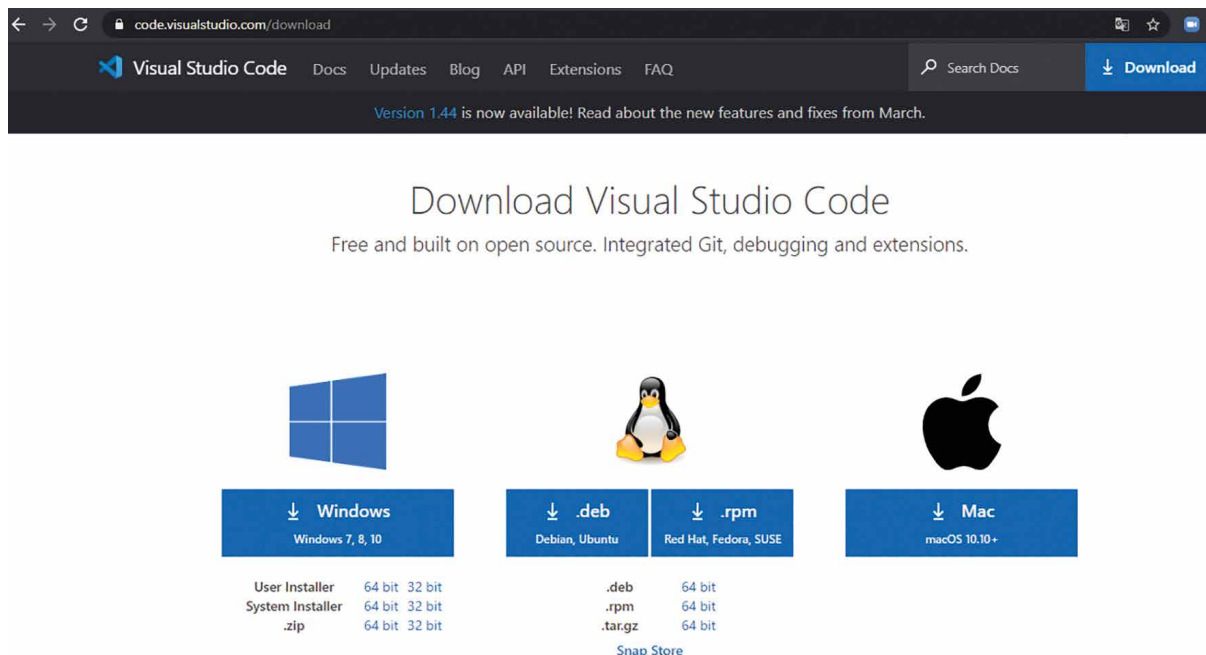 code.visualstudio.com/download
Visual Studio Code Docs Updates Blog API Extensions FAQ Search Docs Download
Version 1.44 is now available! Read about the new features and fixes from March.
Download Visual Studio Code
Free and built on open source. Integrated Git, debugging and extensions.
Windows
Windows 7, 8, 10
User Installer 64 bit 32 bit
System Installer 64 bit 32 bit
.zip 64 bit 32 bit
.deb
Debian, Ubuntu
.rpm
Red Hat, Fedora, SUSE
.deb 64 bit
.rpm 64 bit
.tar.gz 64 bit
Snap Store
Mac
macOS 10.10+